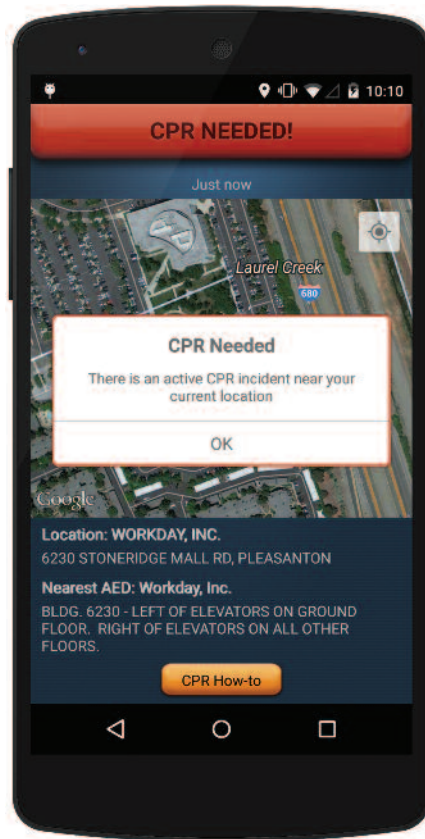 10:10
CPR NEEDED!
Just now
Laurel Creek
680
CPR Needed
There is an active CPR incident near your
current location
OK
Google
Location: WORKDAY, INC.
6230 STONERIDGE MALL RD, PLEASANTON
Nearest AED: Workday, Inc.
BLDG. 6230 - LEFT OF ELEVATORS ON GROUND
FLOOR. RIGHT OF ELEVATORS ON ALL OTHER
FLOORS.
CPR How-to